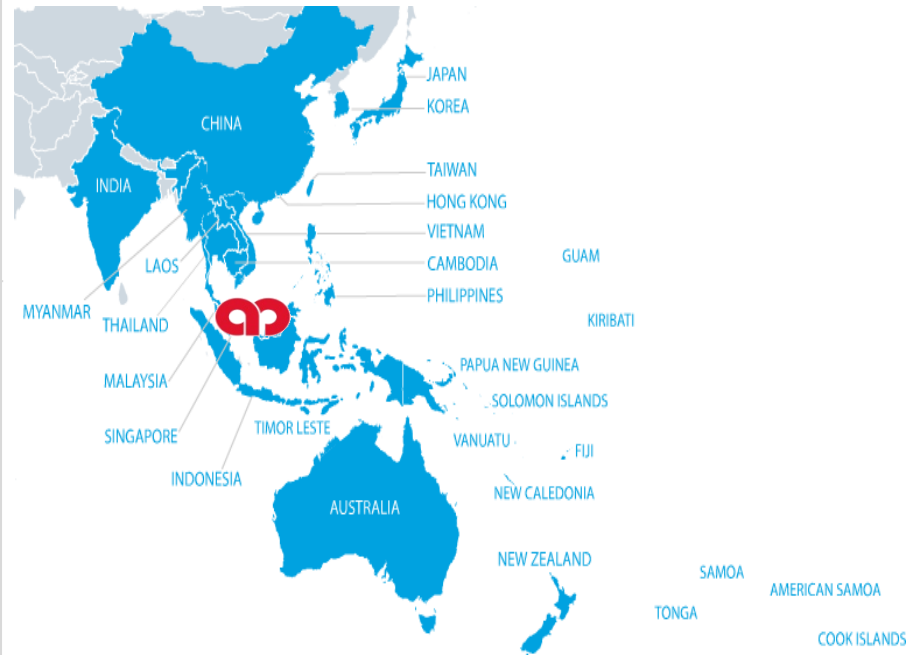 JAPAN
KOREA
CHINA
TAIWAN
INDIA
HONG KONG
VIETNAM
GUAM
LAOS
CAMBODIA
PHILIPPINES
MYANMAR
THAILAND
KIRIBATI
PAPUA NEW GUINEA
MALAYSIA
SOLOMON ISLANDS
TIMOR LESTE
SINGAPORE
VANUATU
FIJI
INDONESIA
NEW CALEDONIA
AUSTRALIA
NEW ZEALAND
SAMOA
AMERICAN SAMOA
TONGA
COOK ISLANDS